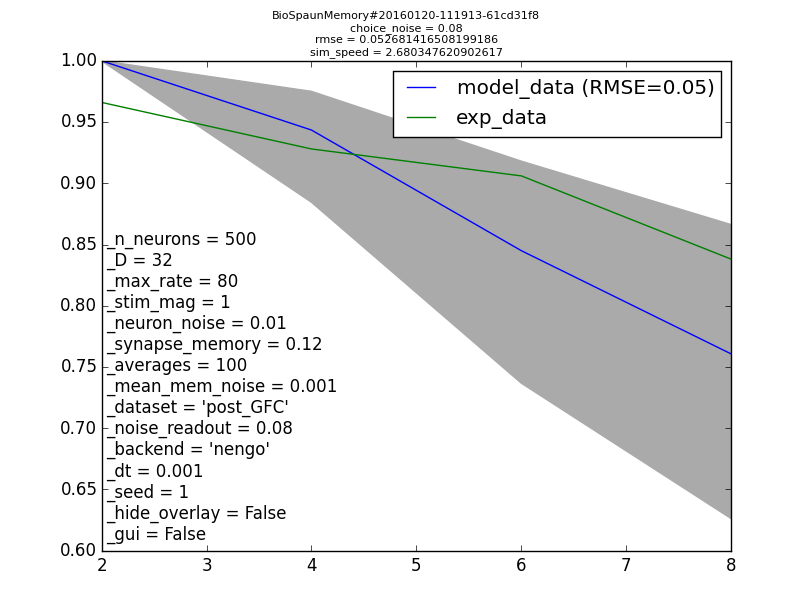 BioSpaunMemory#20160120-111913-61cd31f8
choice_noise = 0.08
rmse = 0.052681416508199186
sim_speed = 2.680347620902617
model_data (RMSE=0.05)
exp_data
1.00
0.95
0.90
0.85
0.80
0.75
0.70
0.65
0.60
_n_neurons = 500
_D = 32
_max_rate = 80
_stim_mag = 1
_neuron_noise = 0.01
_synapse_memory = 0.12
_averages = 100
_mean_mem_noise = 0.001
_dataset = 'post_GFC'
_noise_readout = 0.08
_backend = 'nengo'
_dt = 0.001
_seed = 1
_hide_overlay = False
_gui = False
2 3 4 5 6 7 8